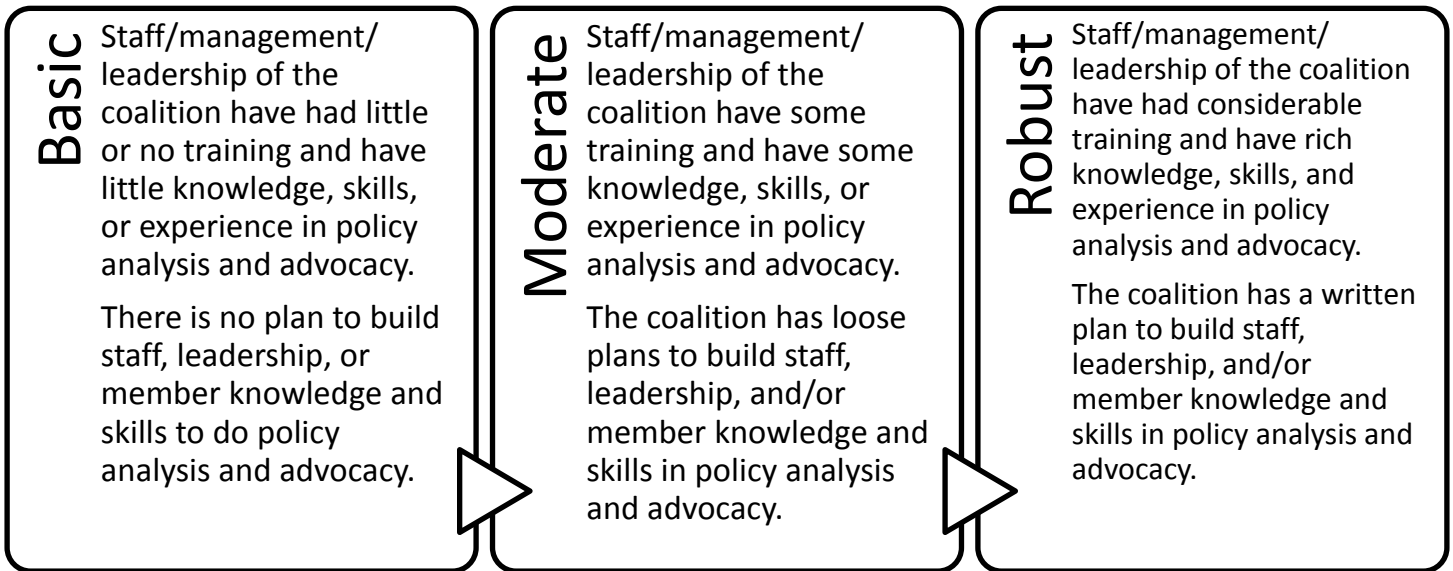 Basic
Staff/management/
leadership of the
coalition have had little
or no training and have
little knowledge, skills,
or experience in policy
analysis and advocacy.
There is no plan to build
staff, leadership, or
member knowledge and
skills to do policy
analysis and advocacy.
Moderate
Staff/management/
leadership of the
coalition have some
training and have some
knowledge, skills, or
experience in policy
analysis and advocacy.
The coalition has loose
plans to build staff,
leadership, and/or
member knowledge and
skills in policy analysis
and advocacy.
Robust
Staff/management/
leadership of the coalition
have had considerable
training and have rich
knowledge, skills, and
experience in policy
analysis and advocacy.
The coalition has a written
plan to build staff,
leadership, and/or
member knowledge and
skills in policy analysis and
advocacy.